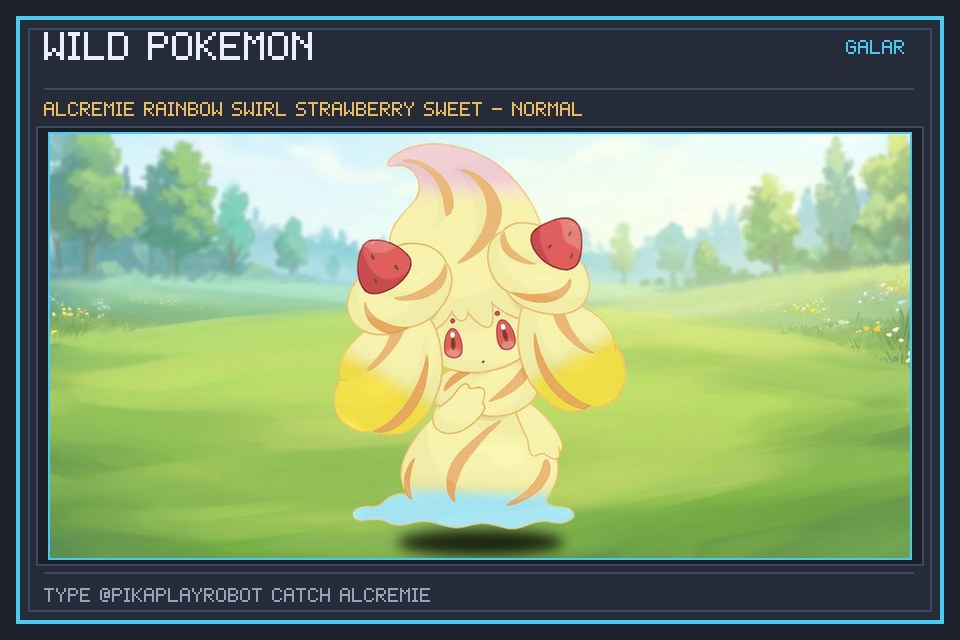 WILD POKEMON
GALAR
ALCREMIE RAINBOW SWIRL STRAWBERRY SWEET - NORMAL
TYPE @PIKAPLAYROBOT CATCH ALCREMIE